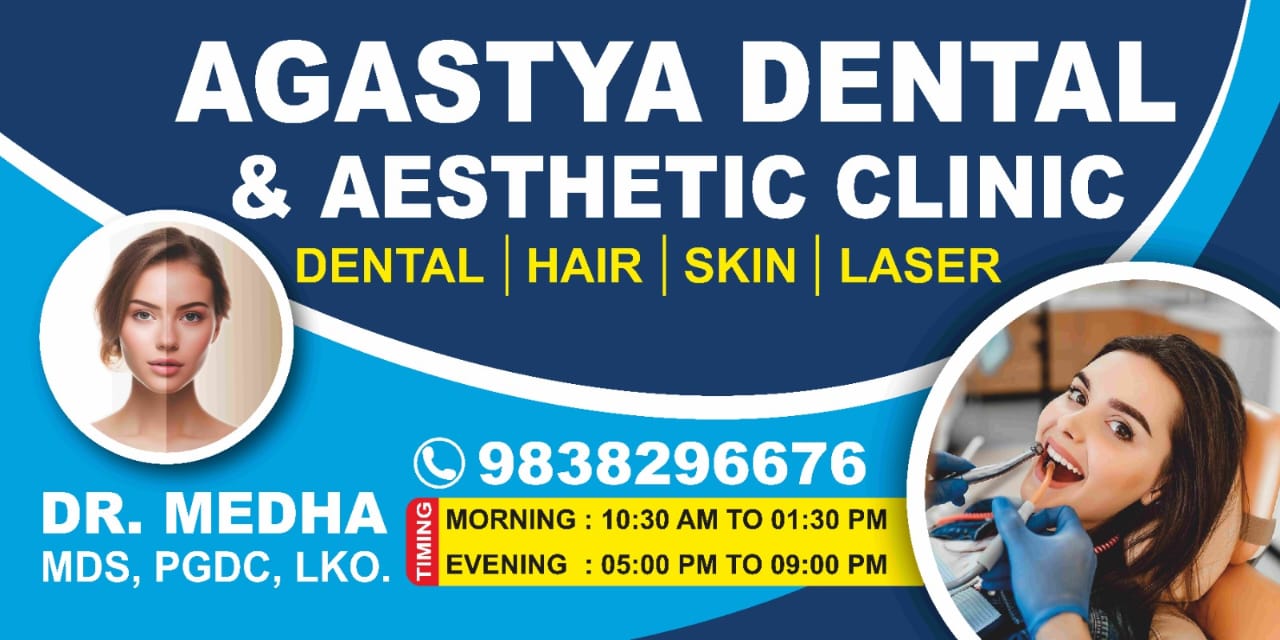 AGASTYA DENTAL
& AESTHETIC CLINIC
DENTAL | HAIR | SKIN | LASER
9838296676
DR. MEDHA
MDS, PGDC, LKO.
TIMING
MORNING : 10:30 AM TO 01:30 PM
EVENING : 05:00 PM TO 09:00 PM